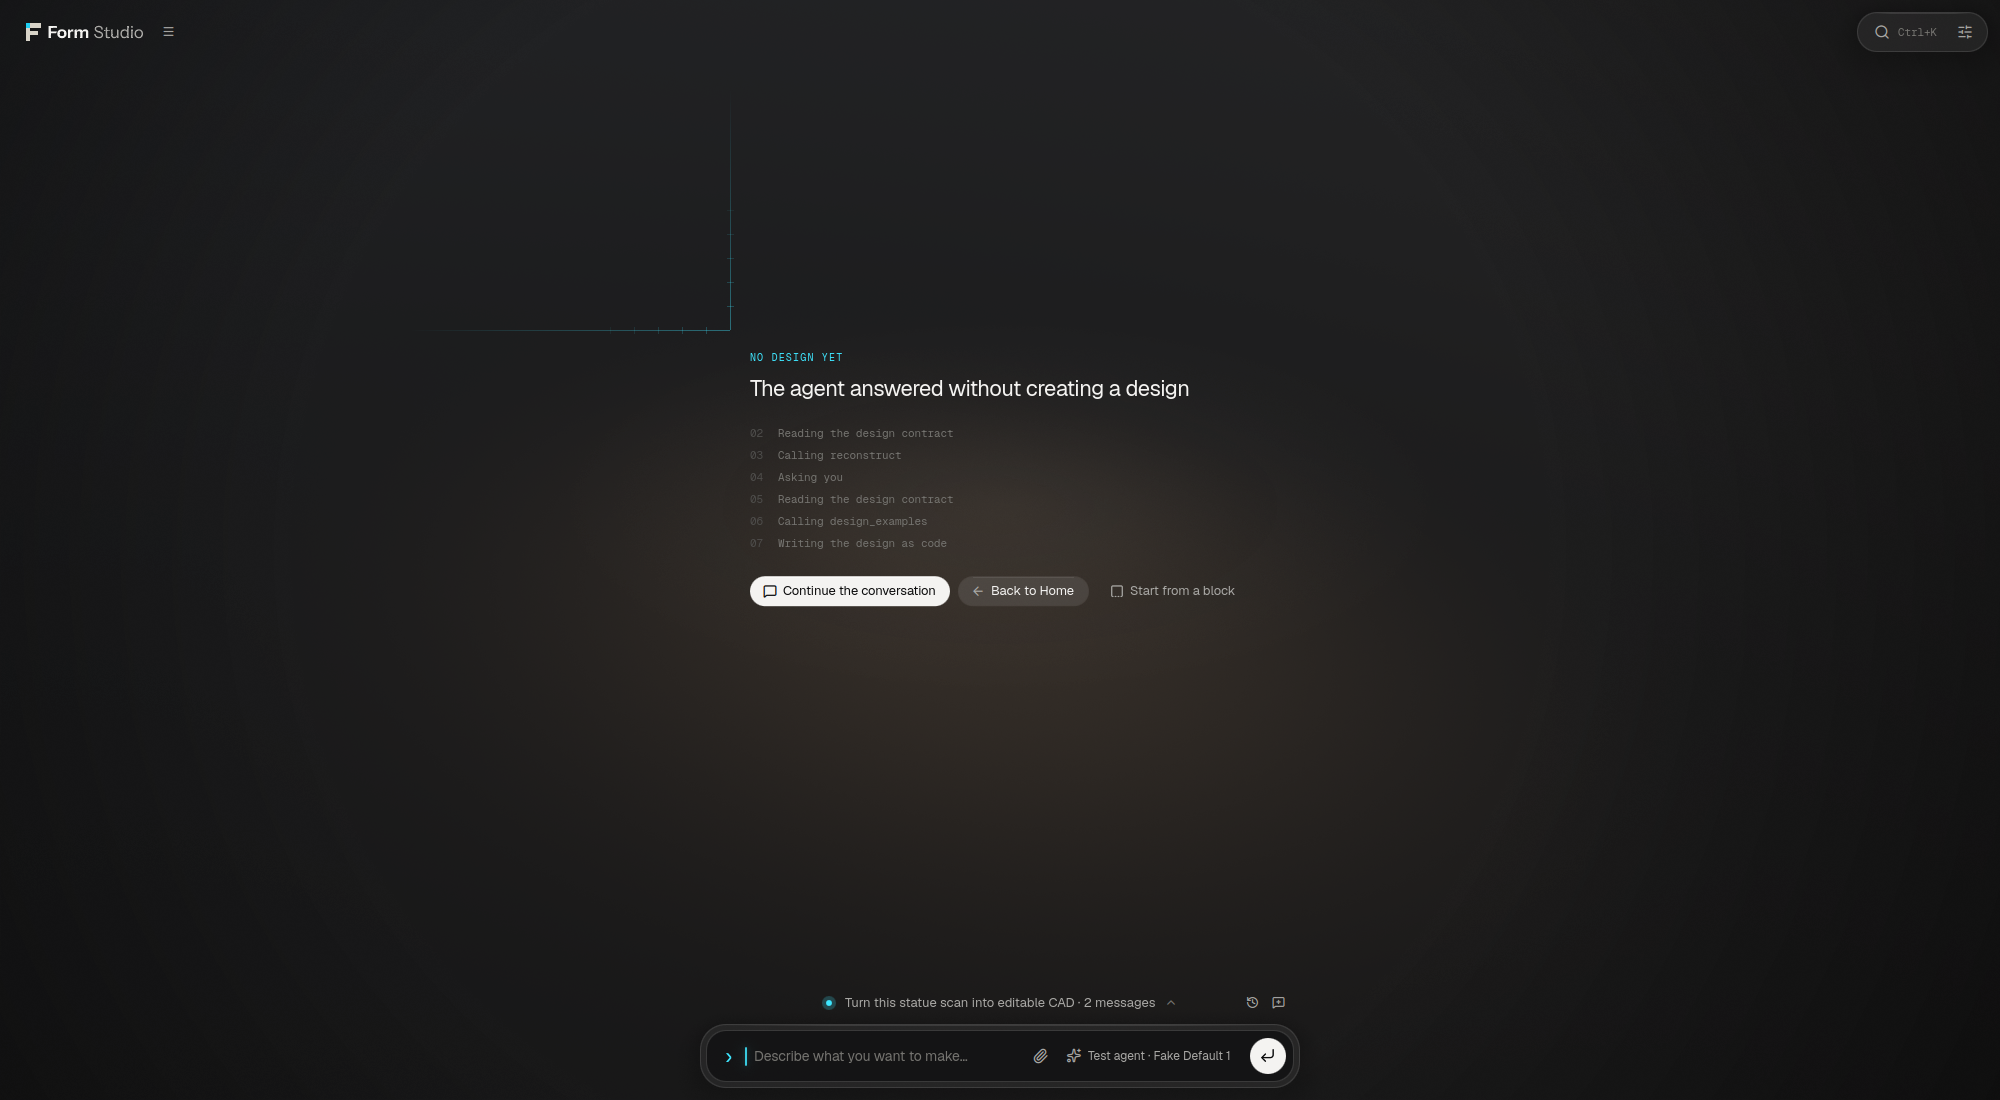 Form Studio
Ctrl+K
NO DESIGN YET
The agent answered without creating a design
02 Reading the design contract
03 Calling reconstruct
04 Asking you
05 Reading the design contract
06 Calling design_examples
07 Writing the design as code
Continue the conversation
Back to Home
Start from a block
Turn this statue scan into editable CAD · 2 messages
Describe what you want to make...
Test agent · Fake Default 1